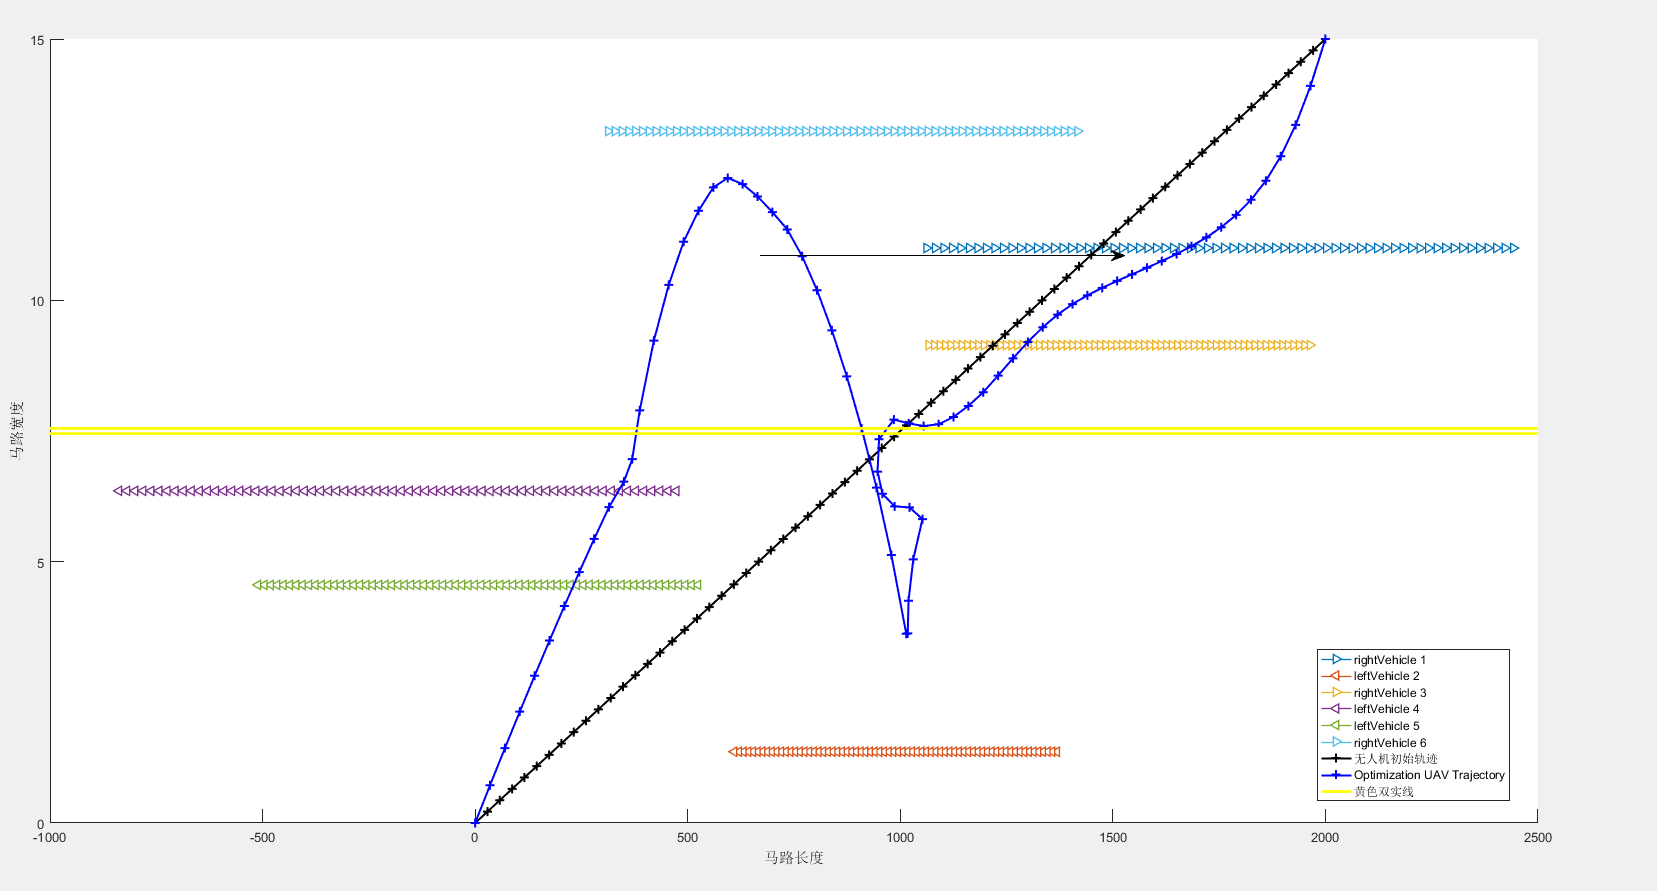 15
10
5
0
-1000
-500
0
500
1000
1500
2000
2500
马路宽度
马路长度
rightVehicle 1
leftVehicle 2
rightVehicle 3
leftVehicle 4
leftVehicle 5
rightVehicle 6
无人机初始轨迹
Optimization UAV Trajectory
黄色双实线